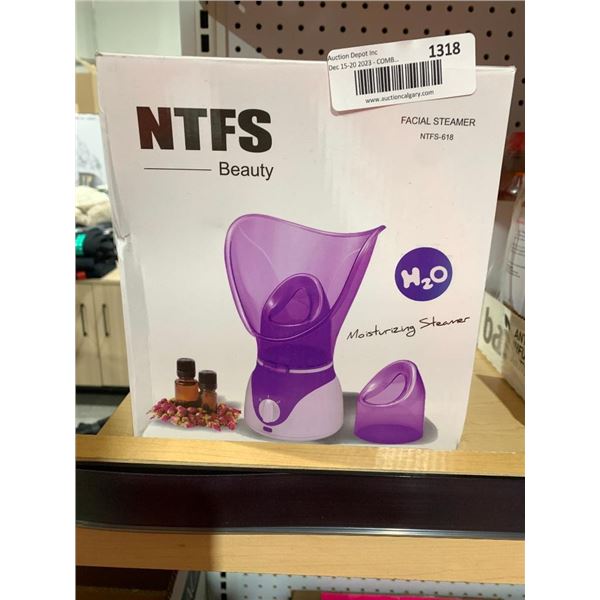 Auction Depot Inc
Dec 15-20 2023 - COMB...
1318
www.auctioncalgary.com
NTFS
Beauty
FACIAL STEAMER
NTFS-618
H2O
Moisturizing Steamer